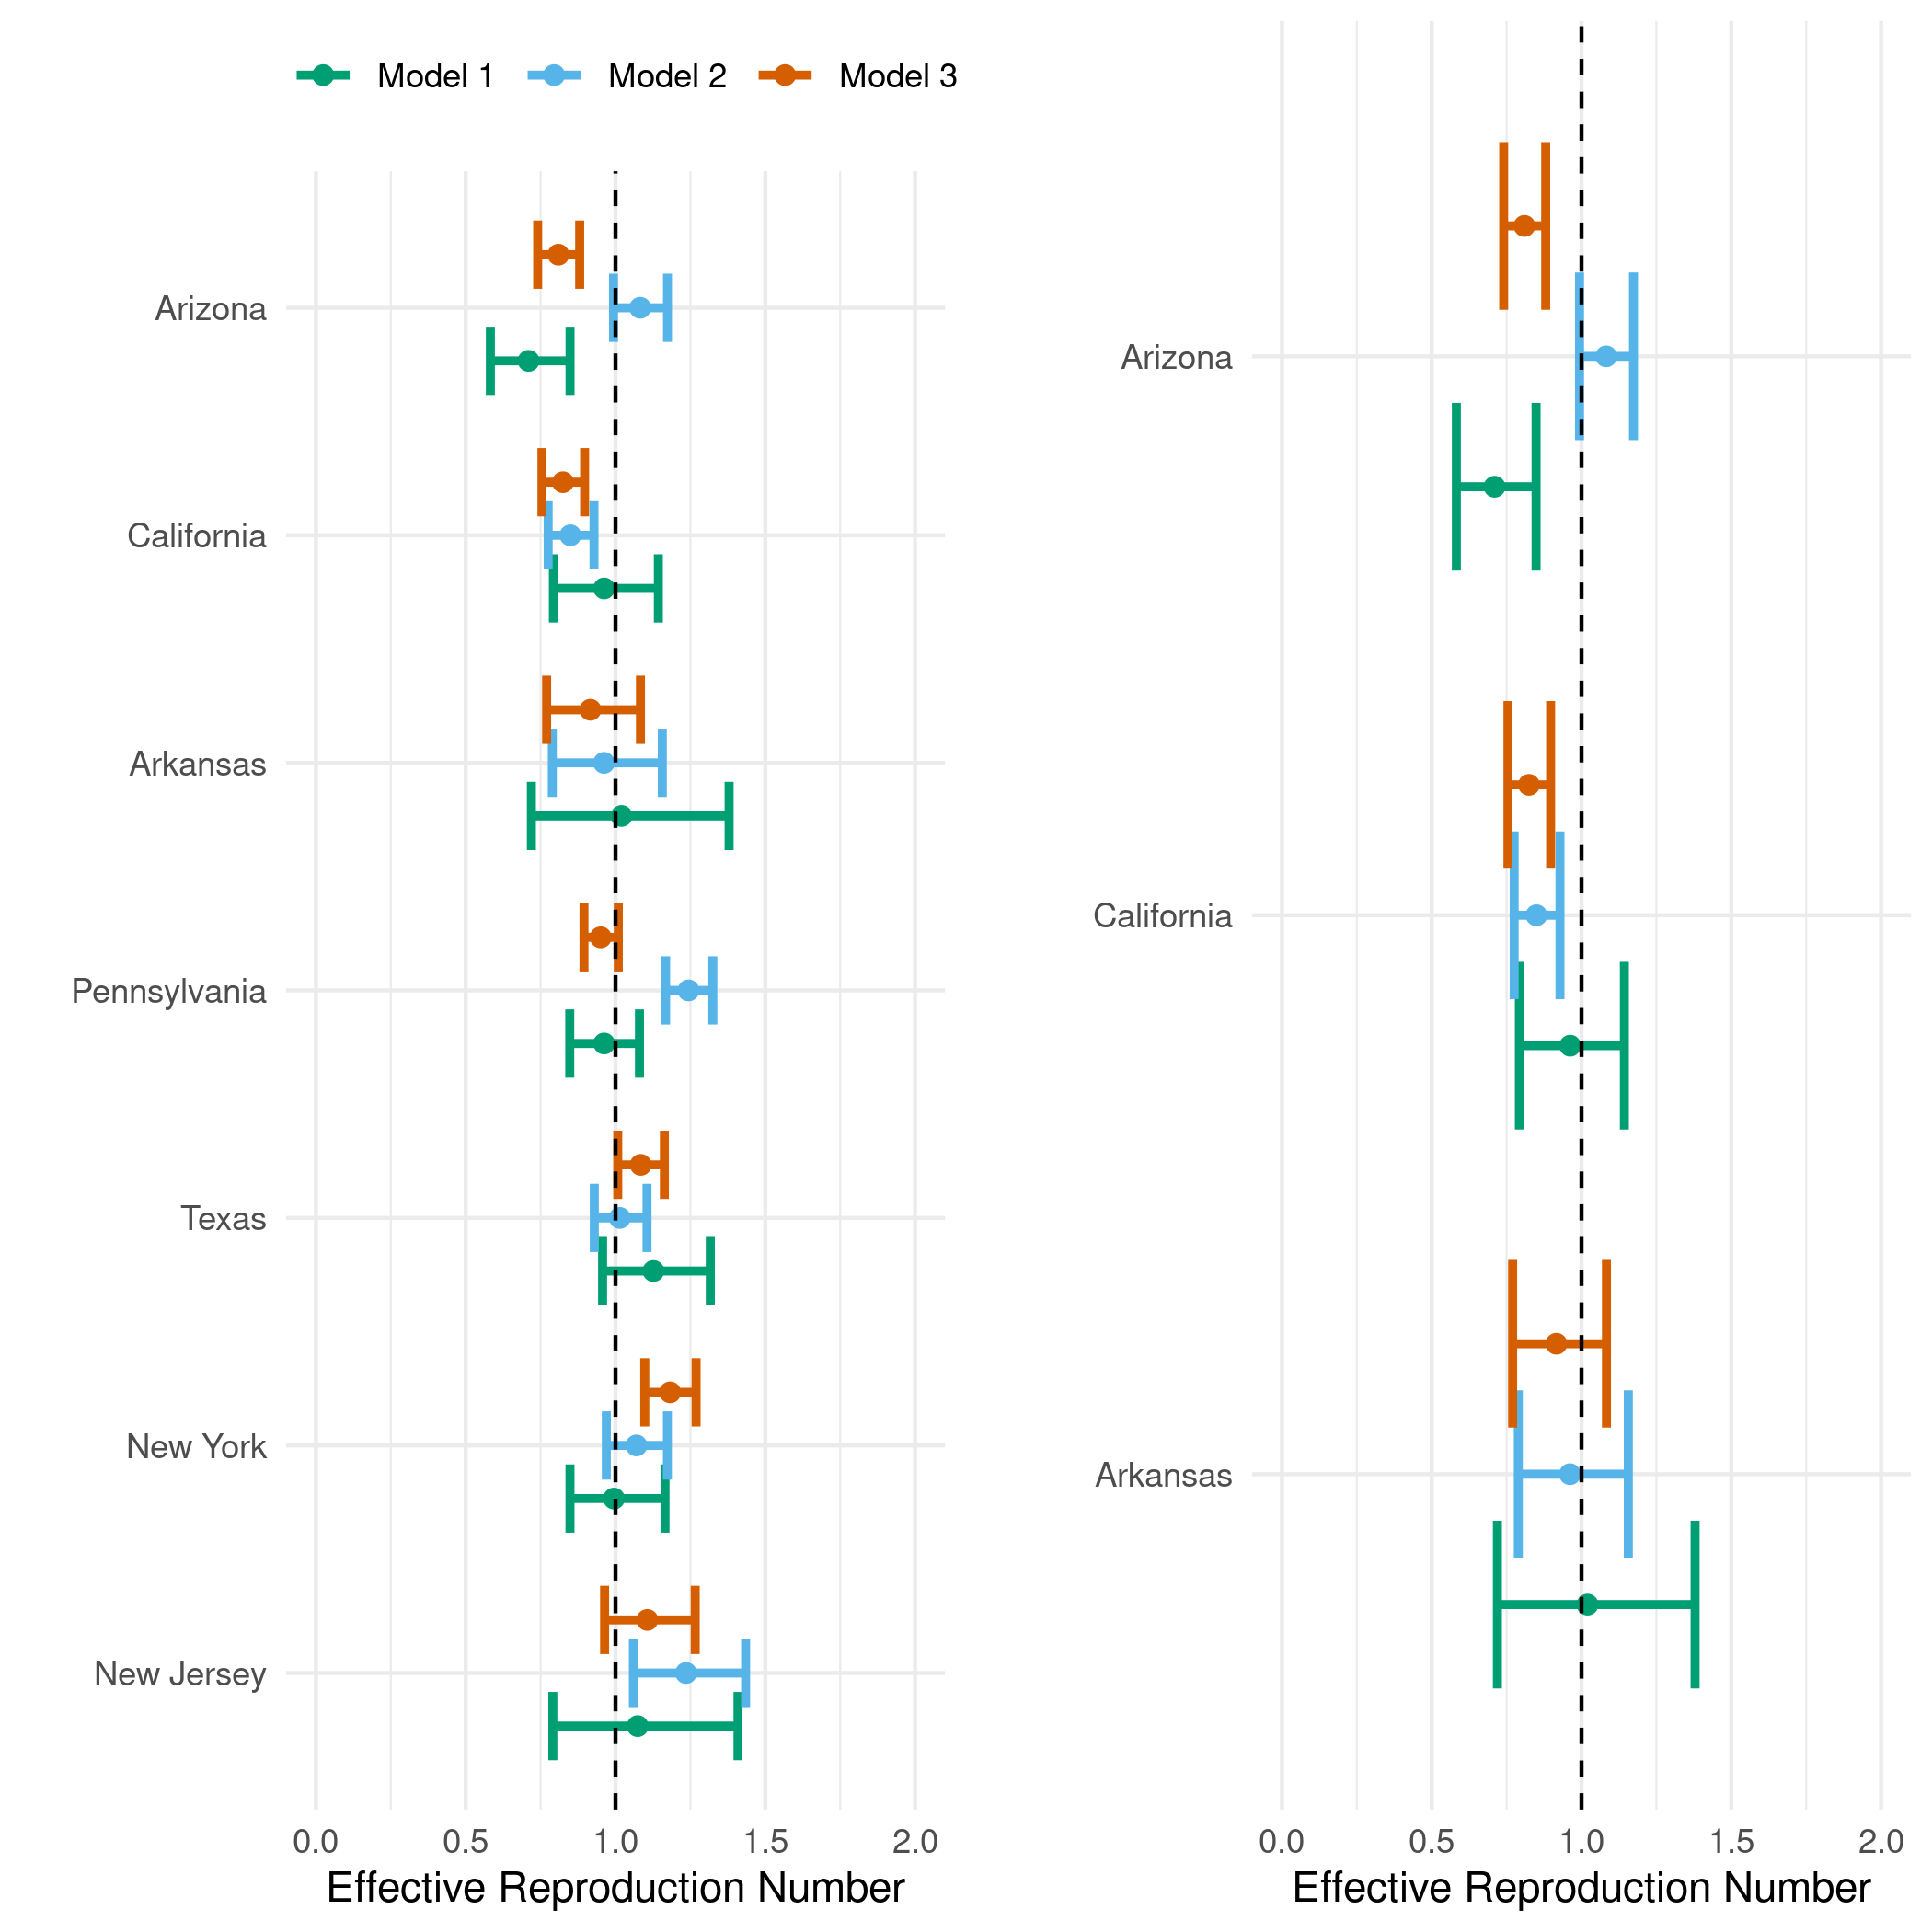 Model 1 Model 2 Model 3
Arizona
California
Arkansas
Pennsylvania
Texas
New York
New Jersey
0.0 0.5 1.0 1.5 2.0
Effective Reproduction Number
Arizona
California
Arkansas
0.0 0.5 1.0 1.5 2.0
Effective Reproduction Number